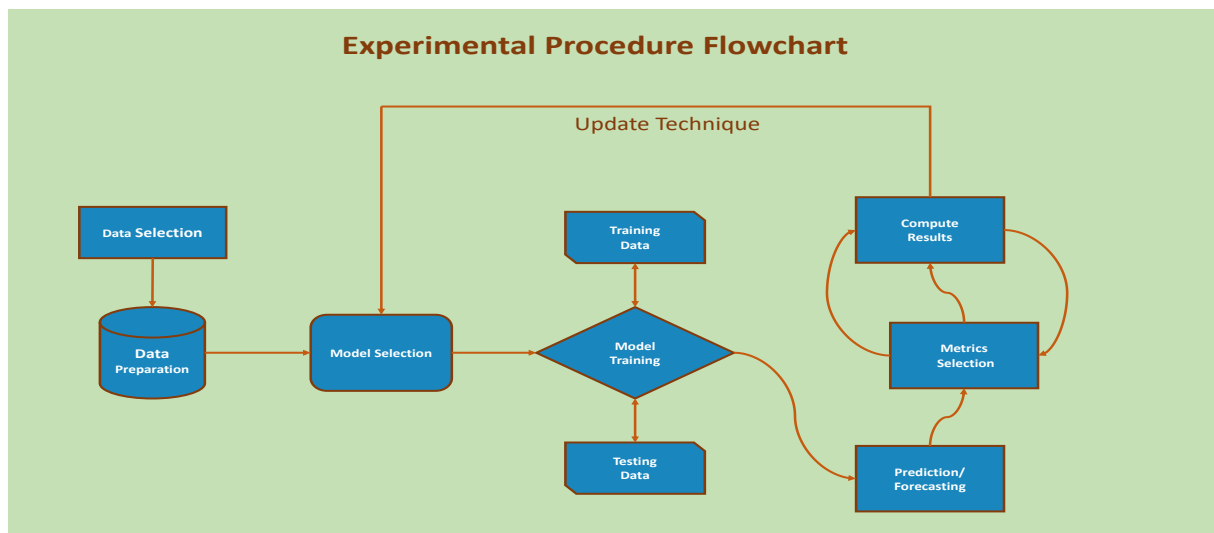 Experimental Procedure Flowchart
Update Technique
Data Selection
Data
Preparation
Model Selection
Training
Data
Model
Training
Testing
Data
Compute
Results
Metrics
Selection
Prediction/
Forecasting